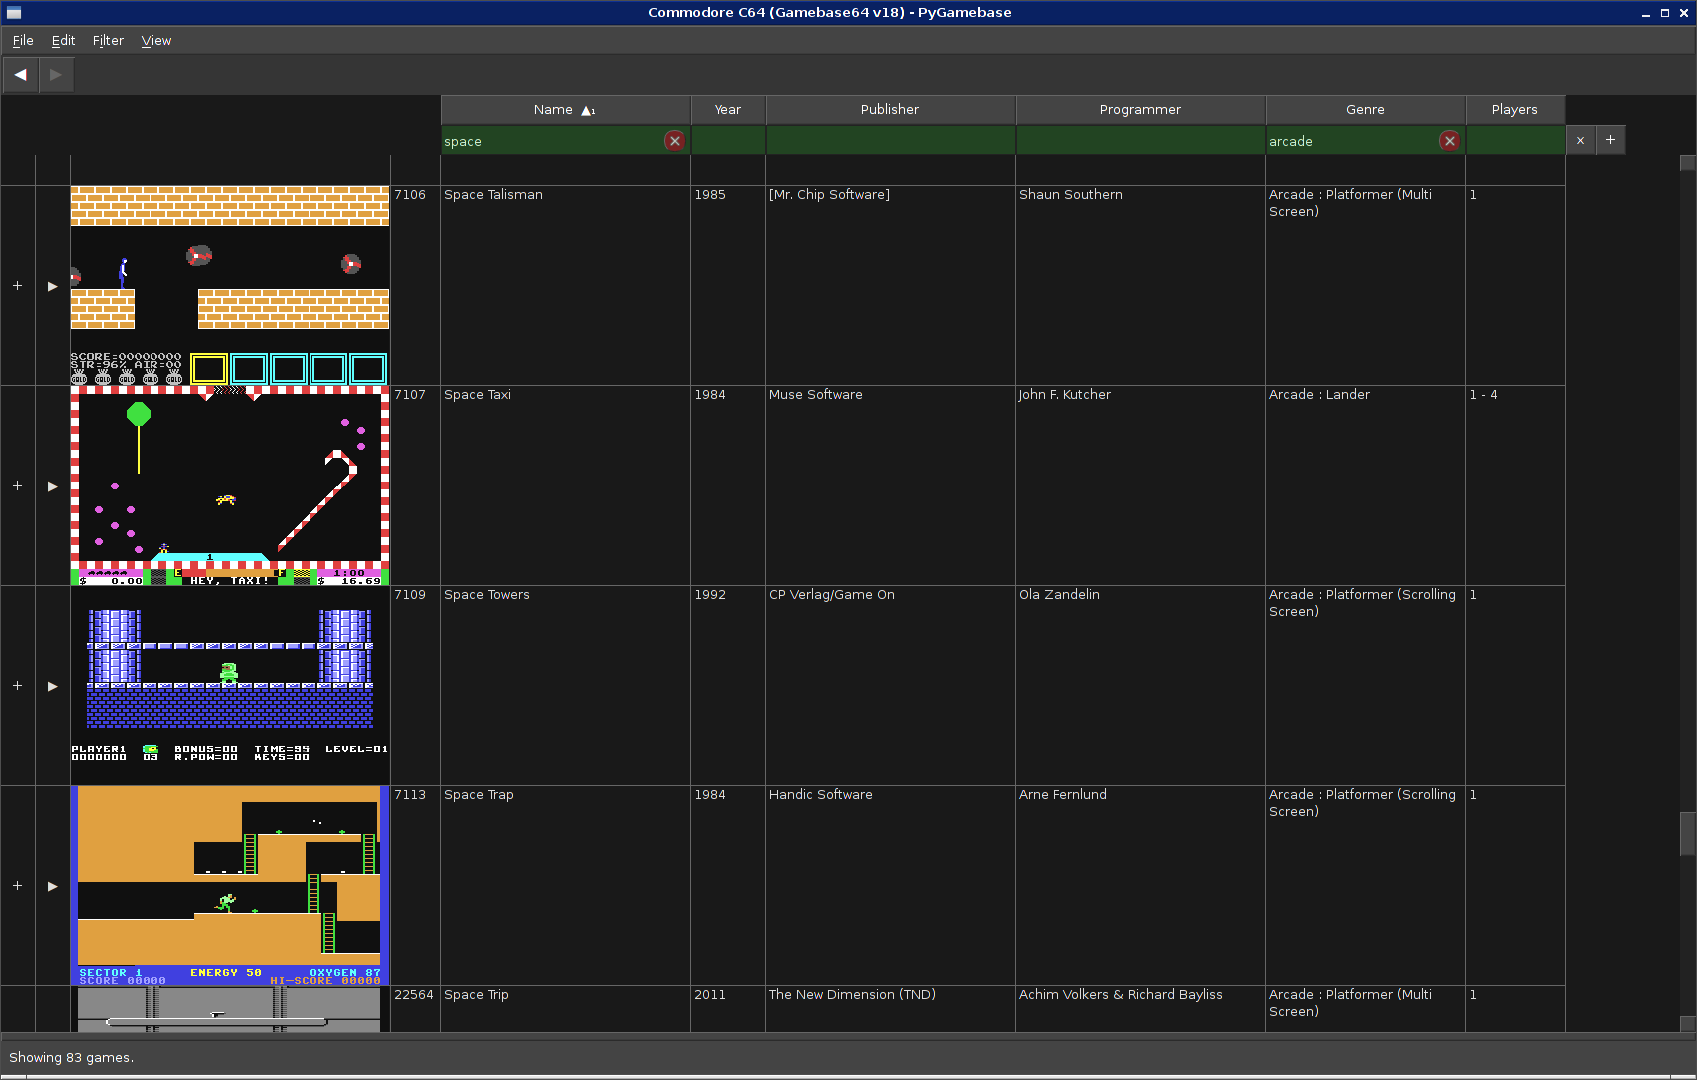 Commodore C64 (Gamebase64 v18) - PyGamebase
File Edit Filter View
Name ▲1 Year Publisher Programmer Genre Players
space arcade × +
7106 Space Talisman 1985 [Mr. Chip Software] Shaun Southern Arcade : Platformer (Multi 1
Screen)
SCORE=00000000
STR=96% AIR=00
7107 Space Taxi 1984 Muse Software John F. Kutcher Arcade : Lander 1 - 4
1
E F 1:00
$ 0.00 HEY, TAXI! $ 16.69
7109 Space Towers 1992 CP Verlag/Game On Ola Zandelin Arcade : Platformer (Scrolling 1
Screen)
PLAYER1 BONUS=00 TIME=99 LEVEL=01
0000000 03 R.POW=00 KEYS=00
7113 Space Trap 1984 Handic Software Arne Fernlund Arcade : Platformer (Scrolling 1
Screen)
SECTOR 1 ENERGY 50 OXYGEN 87
SCORE 00000 HI-SCORE 00000
22564 Space Trip 2011 The New Dimension (TND) Achim Volkers & Richard Bayliss Arcade : Platformer (Multi 1
Screen)
Showing 83 games.